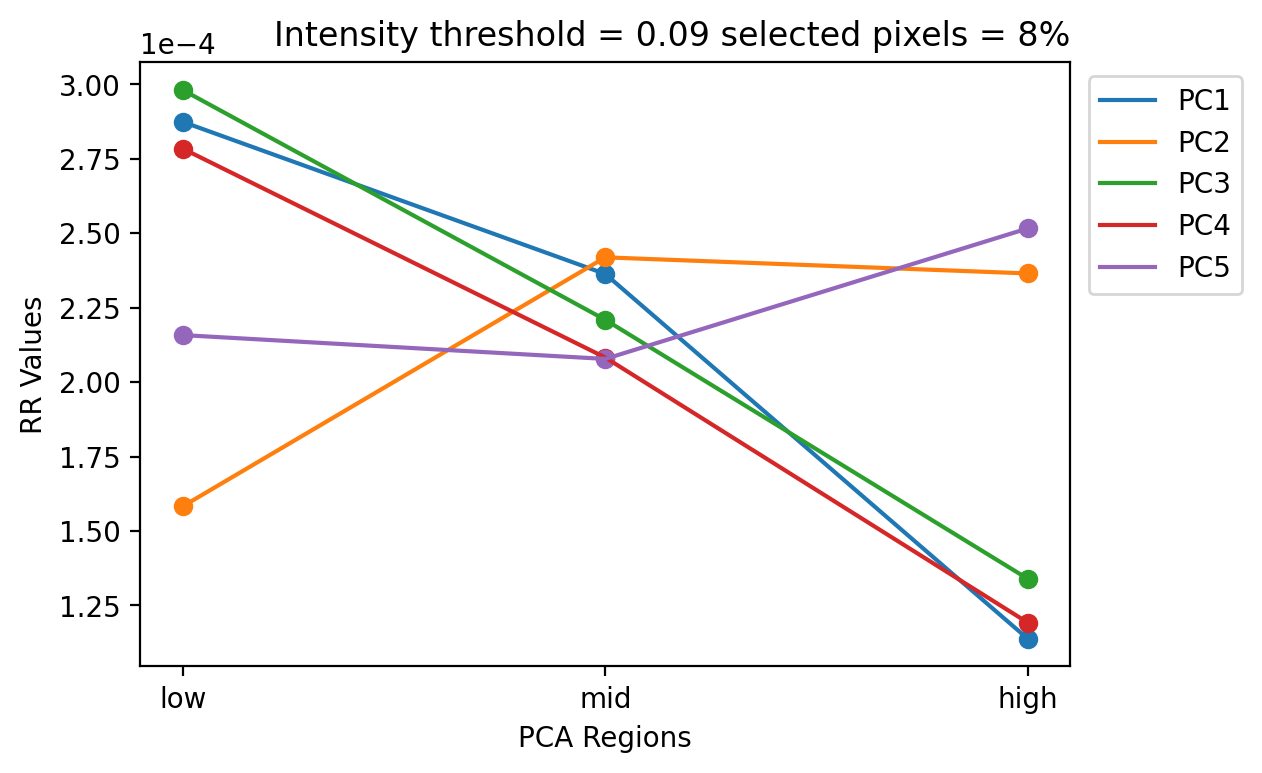 Intensity threshold = 0.09 selected pixels = 8%
1e−4
3.00
2.75
2.50
2.25
2.00
1.75
1.50
1.25
RR Values
low
mid
high
PCA Regions
PC1
PC2
PC3
PC4
PC5